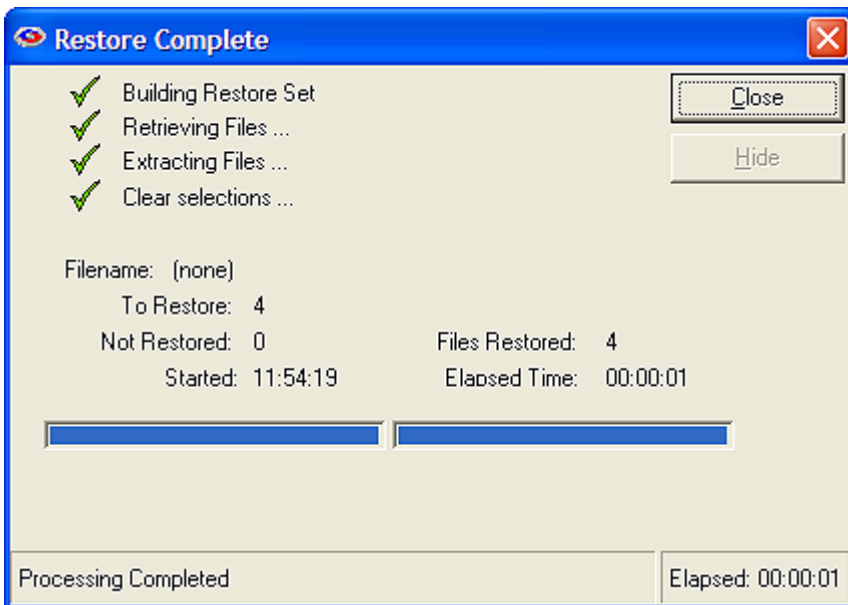 Restore Complete
Building Restore Set
Retrieving Files ...
Extracting Files ...
Clear selections ...
Close
Hide
Filename: (none)
To Restore: 4
Not Restored: 0 Files Restored: 4
Started: 11:54:19 Elapsed Time: 00:00:01
Processing Completed Elapsed: 00:00:01